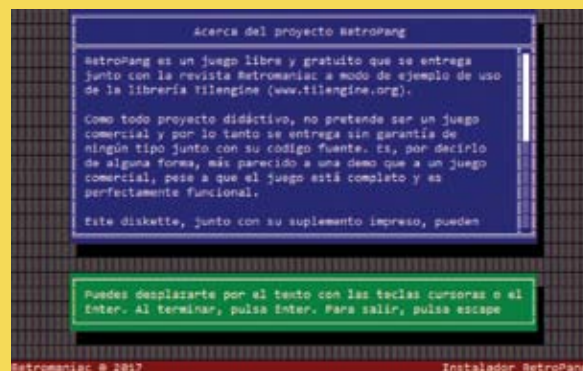 Acerca del proyecto RetroPang
RetroPang es un juego libre y gratuito que se entrega
junto con la revista Retromaniac a modo de ejemplo de uso
de la librería Tilengine (www.tilengine.org).
Como todo proyecto didáctivo, no pretende ser un juego
comercial y por lo tanto se entrega sin garantía de
ningún tipo junto con su codigo fuente. Es, por decirlo
de alguna forma, más parecido a una demo que a un juego
comercial, pese a que el juego está completo y es
perfectamente funcional.
Este diskette, junto con su suplemento impreso, pueden
Puedes desplazarte por el texto con las teclas cursoras o el
Enter. Al terminar, pulsa Enter. Para salir, pulsa escape
Retromaniac © 2017
Instalador RetroPang